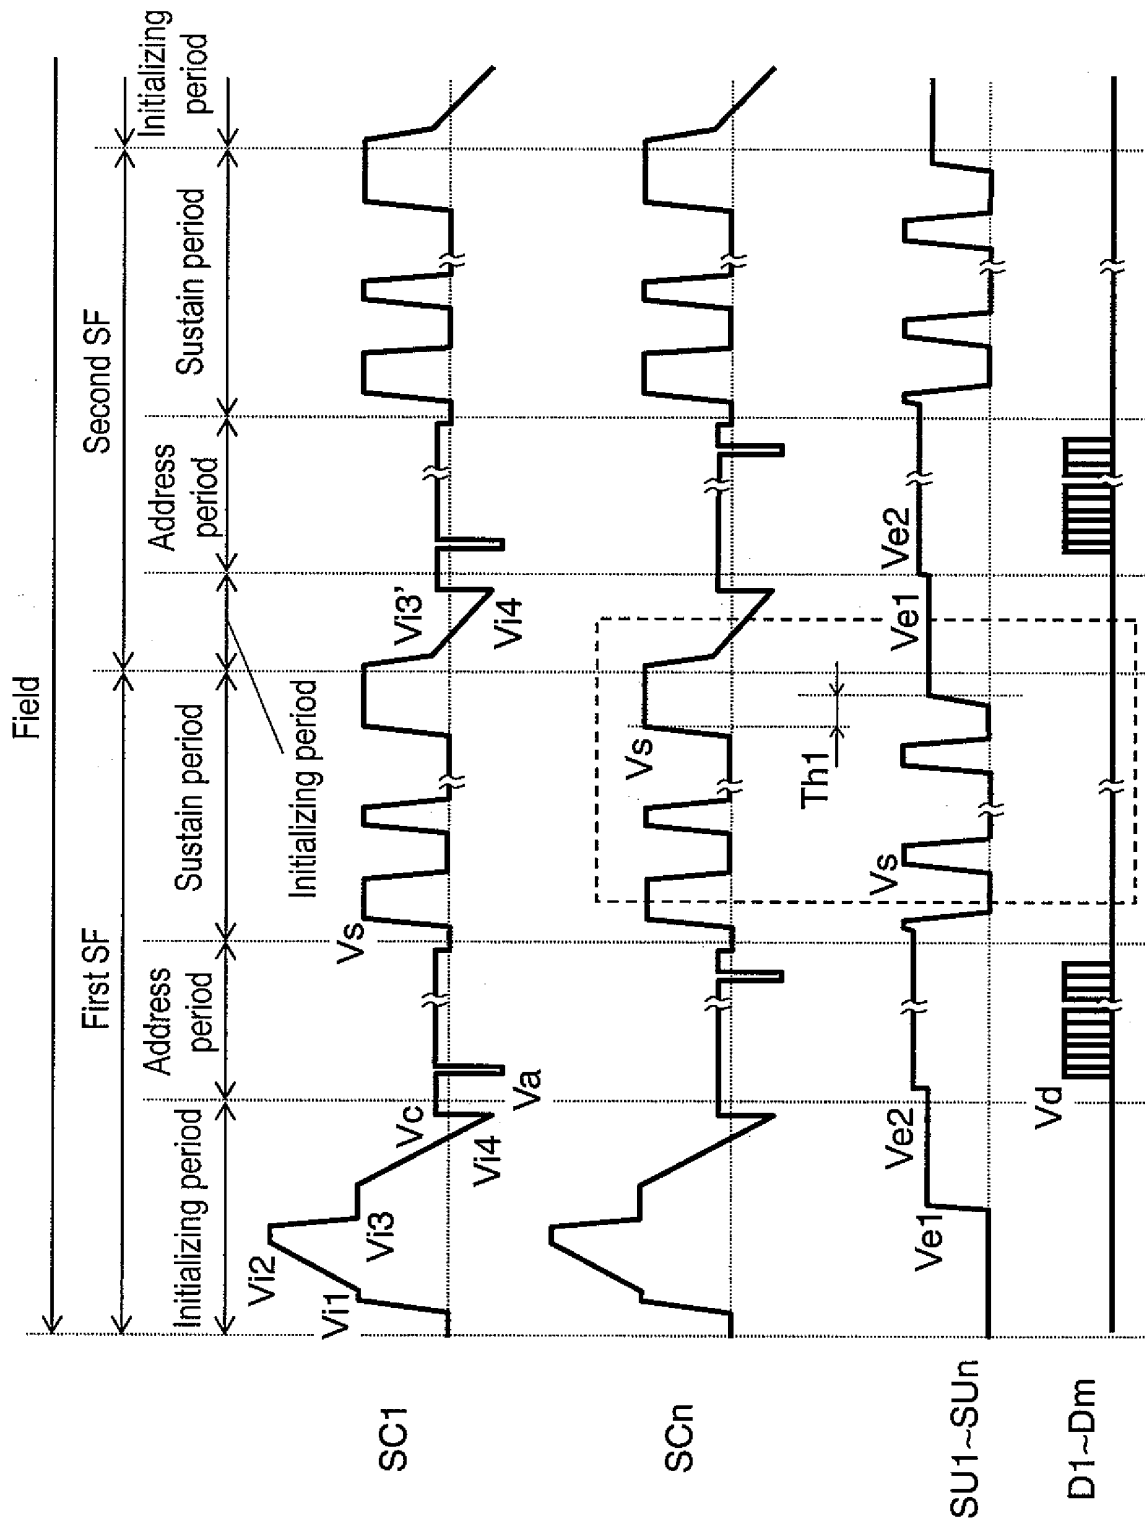 Field
First SF
Second SF
Initializing period
Address
period
Sustain period
Initializing period
Address
period
Sustain period
Initializing
period
SC1
Vi1
Vi2
Vi3
Vi4
Vc
Va
Vs
Vi3'
Vi4
SCn
Vs
Th1
SU1~SUn
Ve1
Ve2
Vs
Ve1
Ve2
D1~Dm
Vd